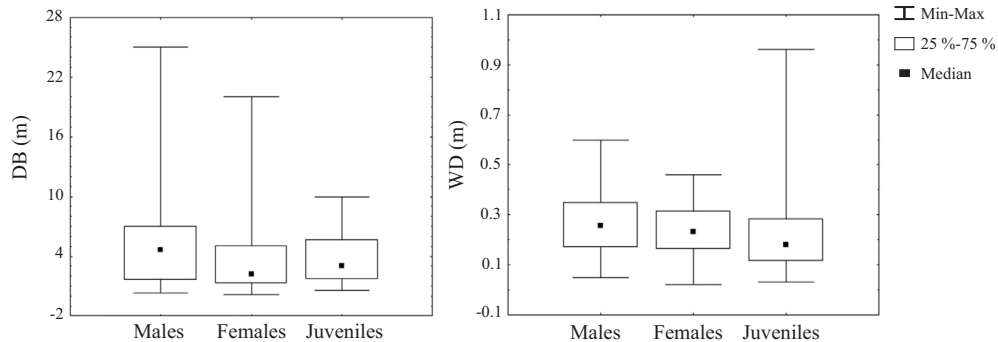 DB (m)
28
22
16
10
4
-2
Males Females Juveniles
WD (m)
1.1
0.9
0.7
0.5
0.3
0.1
-0.1
Males Females Juveniles
Min-Max
25 %-75 %
Median